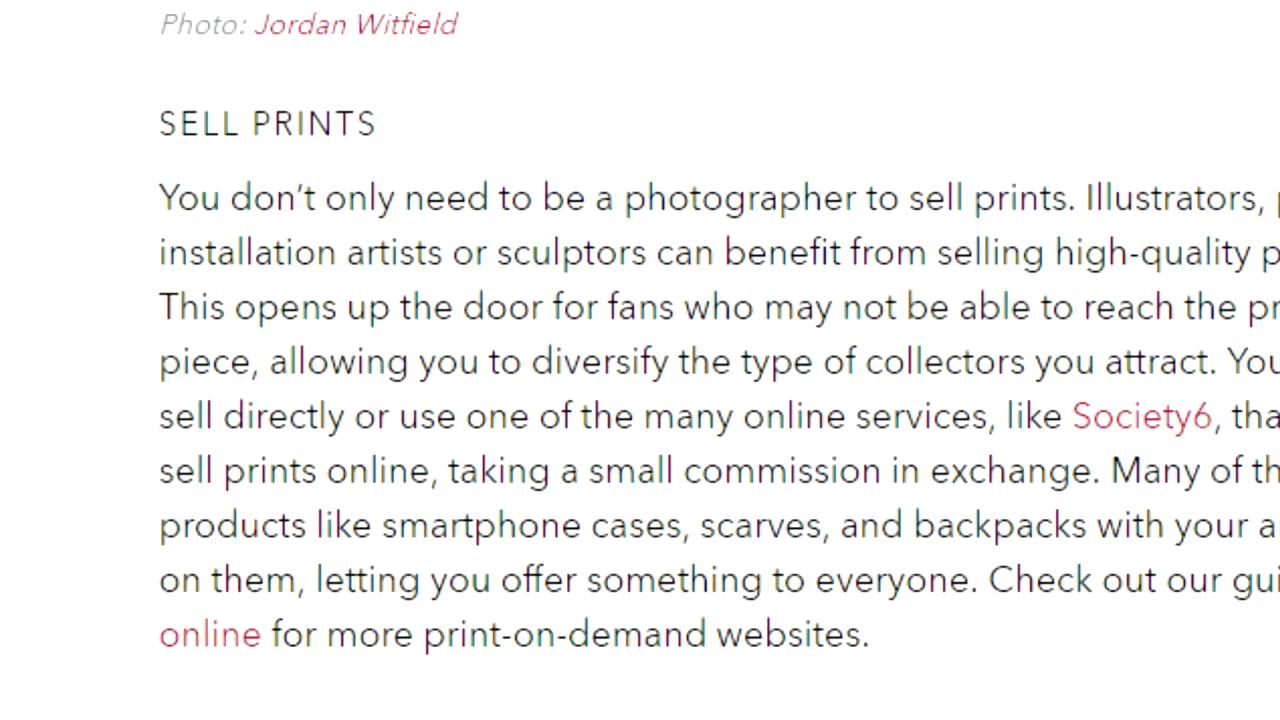 Photo: Jordan Witfield
SELL PRINTS
You don’t only need to be a photographer to sell prints. Illustrators,
installation artists or sculptors can benefit from selling high-quality
This opens up the door for fans who may not be able to reach the
piece, allowing you to diversify the type of collectors you attract. You
sell directly or use one of the many online services, like Society6,
sell prints online, taking a small commission in exchange. Many of
products like smartphone cases, scarves, and backpacks with your
on them, letting you offer something to everyone. Check out our
online for more print-on-demand websites.